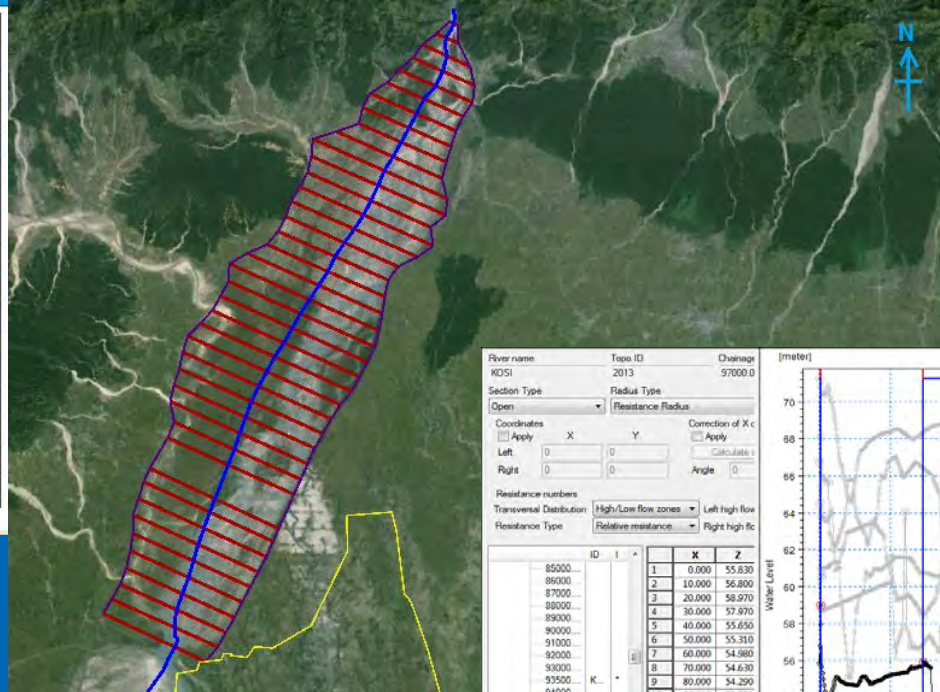 N
River name Topo ID Chainage
KOSI 2013 97000.0
Section Type Radius Type
Open Resistance Radius
Coordinates Correction of X c
Apply X Y Apply
Left 0 0 Calculate
Right 0 0 Angle 0
Resistance numbers
Transversal Distribution High/Low flow zones Left high flow
Resistance Type Relative resistance Right high flo
ID X Z
85000....
86000....
87000....
88000....
89000....
90000....
91000....
92000....
93000....
93500.... K... *
94000
1 0.000 55.830
2 10.000 56.800
3 20.000 58.970
4 30.000 57.970
5 40.000 55.650
6 50.000 55.310
7 60.000 54.980
8 70.000 54.630
9 80.000 54.290
[meter]
70
68
66
64
62
60
58
56
Water Level